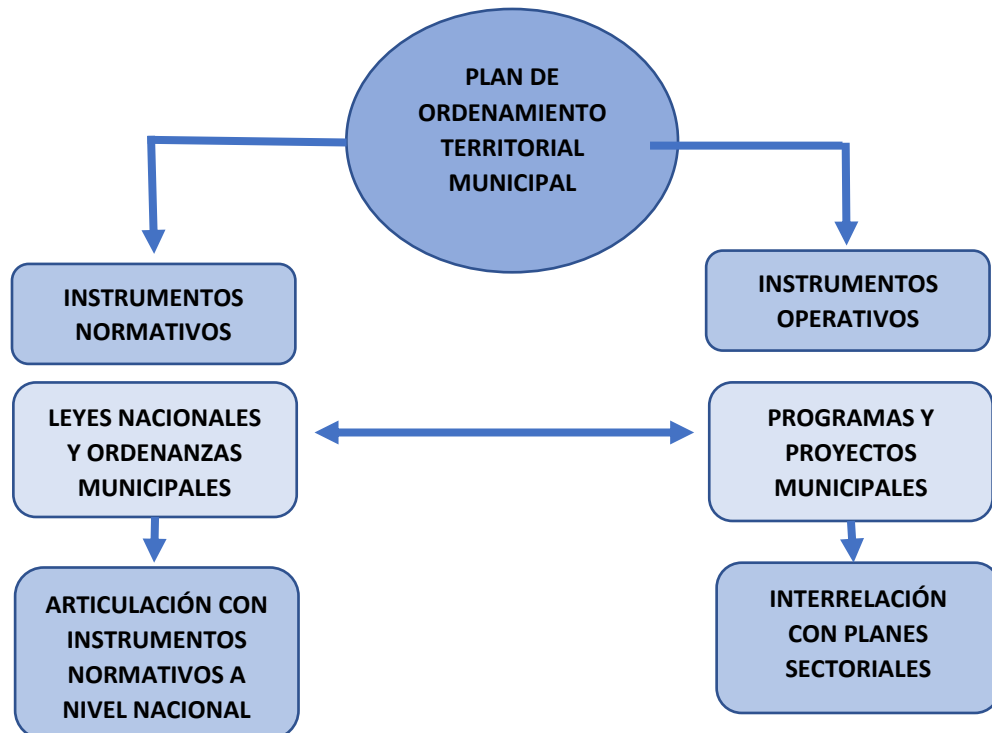 PLAN DE
ORDENAMIENTO
TERRITORIAL
MUNICIPAL
INSTRUMENTOS
NORMATIVOS
INSTRUMENTOS
OPERATIVOS
LEYES NACIONALES
Y ORDENANZAS
MUNICIPALES
PROGRAMAS Y
PROYECTOS
MUNICIPALES
ARTICULACIÓN CON
INSTRUMENTOS
NORMATIVOS A
NIVEL NACIONAL
INTERRELACIÓN
CON PLANES
SECTORIALES